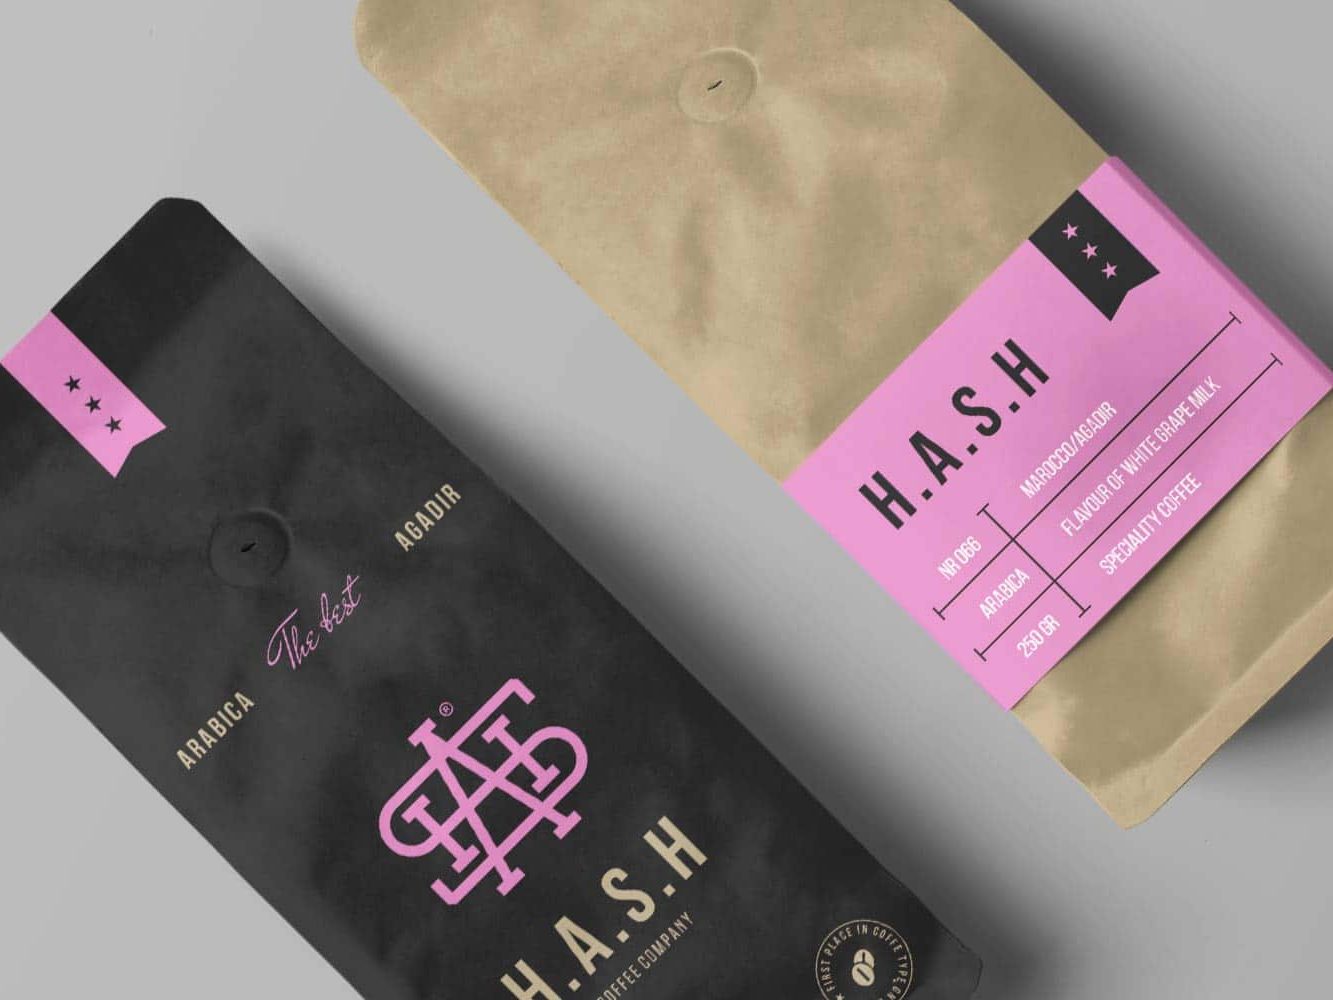 The best
ARABICA
AGADIR
®
H.A.S.H
COFFEE COMPANY
FIRST PLACE IN COFFE TYPE
H.A.S.H
NR 066
MAROCCO/AGADIR
ARABICA
FLAVOUR OF WHITE GRAPE MILK
250 GR
SPECIALITY COFFEE